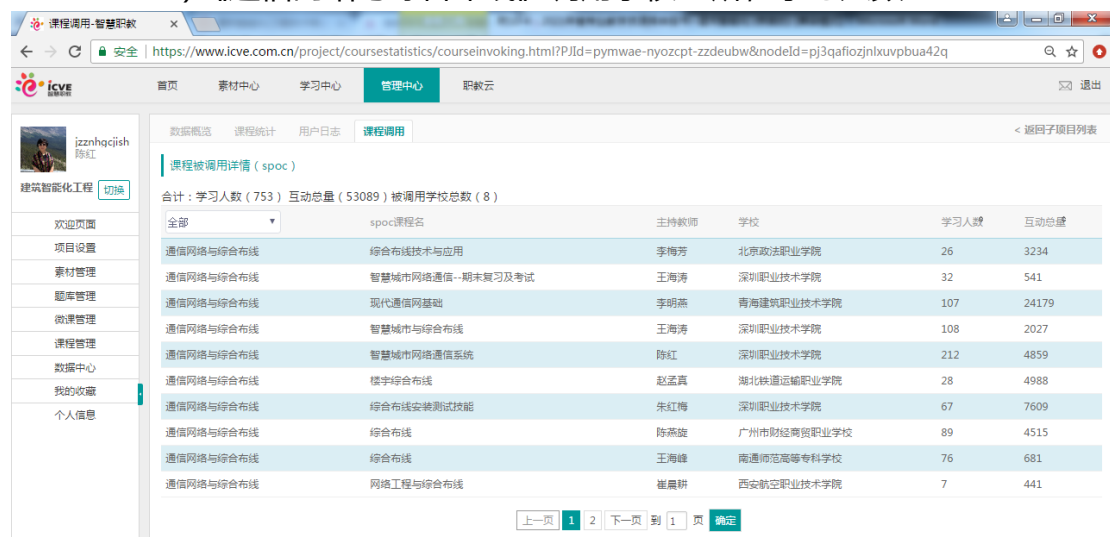 课程调用-智慧职教
安全 https://www.icve.com.cn/project/coursestatistics/courseinvoking.html?PJId=pymwae-nyozcpt-zzdeubw&nodeId=pj3qafiozjnlxuvpbua42q
icve 智慧职教 首页 素材中心 学习中心 管理中心 职教云 退出
jzznhgcjish
陈红
建筑智能化工程 切换
欢迎页面
项目设置
素材管理
题库管理
微课管理
课程管理
数据中心
我的收藏
个人信息
数据概览 课程统计 用户日志 课程调用 < 返回子项目列表
课程被调用详情 ( spoc )
合计：学习人数 ( 753 ) 互动总量 ( 53089 ) 被调用学校总数 ( 8 )
全部 spoc课程名 主持教师 学校 学习人数 互动总量
通信网络与综合布线 综合布线技术与应用 李梅芳 北京政法职业学院 26 3234
通信网络与综合布线 智慧城市网络通信--期末复习及考试 王海涛 深圳职业技术学院 32 541
通信网络与综合布线 现代通信网基础 李明燕 青海建筑职业技术学院 107 24179
通信网络与综合布线 智慧城市与综合布线 王海涛 深圳职业技术学院 108 2027
通信网络与综合布线 智慧城市网络通信系统 陈红 深圳职业技术学院 212 4859
通信网络与综合布线 楼宇综合布线 赵孟真 湖北铁道运输职业学院 28 4988
通信网络与综合布线 综合布线安装测试技能 朱红梅 深圳职业技术学院 67 7609
通信网络与综合布线 综合布线 陈燕旋 广州市财经商贸职业学校 89 4515
通信网络与综合布线 综合布线 王海峰 南通师范高等专科学校 76 681
通信网络与综合布线 网络工程与综合布线 崔晨耕 西安航空职业技术学院 7 441
上一页 1 2 下一页 到 1 页 确定